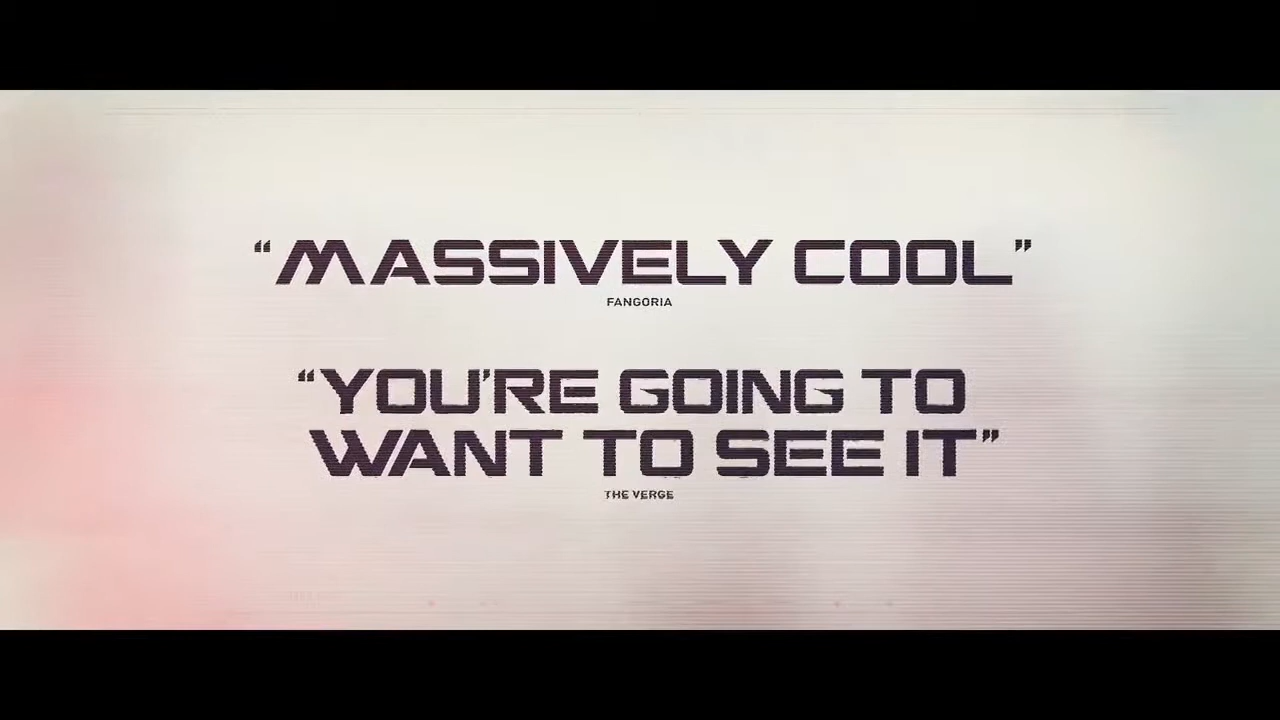 “MASSIVELY COOL”
FANGORIA
“YOU'RE GOING TO
WANT TO SEE IT”
THE VERGE